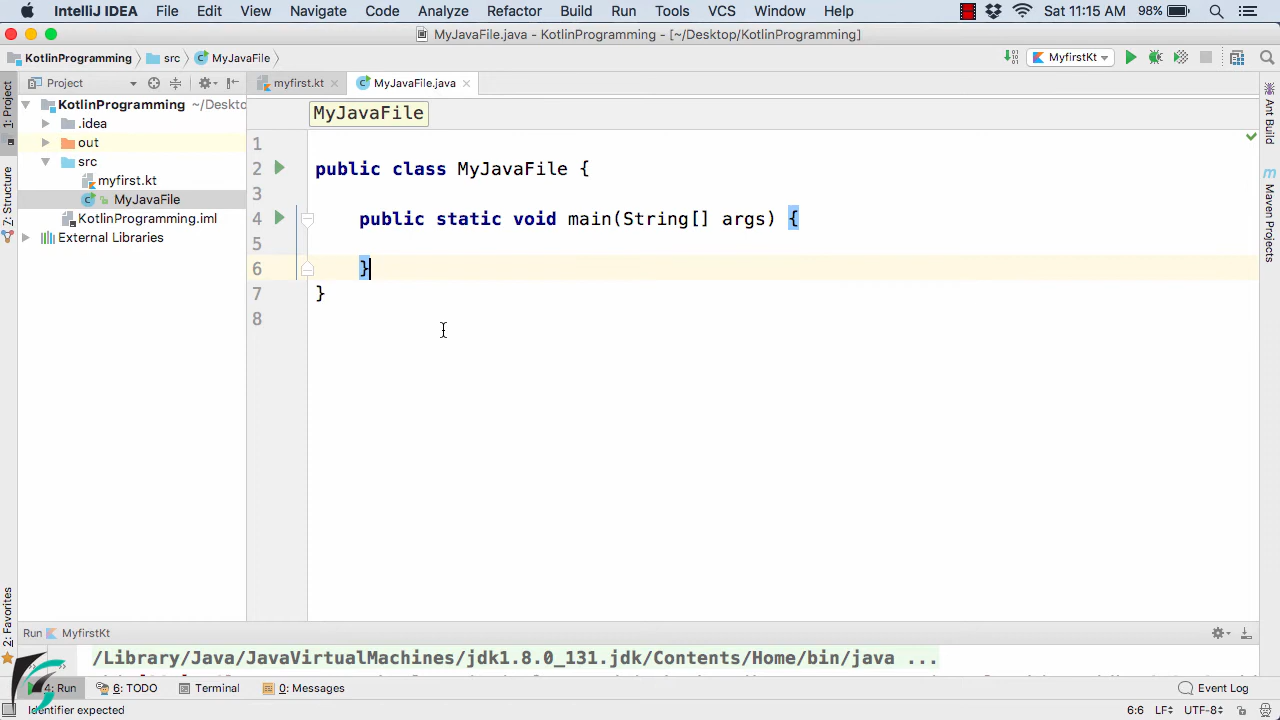 IntelliJ IDEA File Edit View Navigate Code Analyze Refactor Build Run Tools VCS Window Help Sat 11:15 AM 98%
MyJavaFile.java - KotlinProgramming - [~/Desktop/KotlinProgramming]
KotlinProgramming src MyJavaFile MyfirstKt
1: Project
Project
myfirst.kt MyJavaFile.java
KotlinProgramming ~/Deskto
.idea
out
src
myfirst.kt
MyJavaFile
KotlinProgramming.iml
External Libraries
7: Structure
2: Favorites
MyJavaFile
1
2 public class MyJavaFile {
3
4 public static void main(String[] args) {
5
6 }
7 }
8
Ant Build
Maven Projects
Run MyfirstKt
/Library/Java/JavaVirtualMachines/jdk1.8.0_131.jdk/Contents/Home/bin/java ...
4: Run 6: TODO Terminal 0: Messages Event Log
Identifier expected 6:6 LF UTF-8